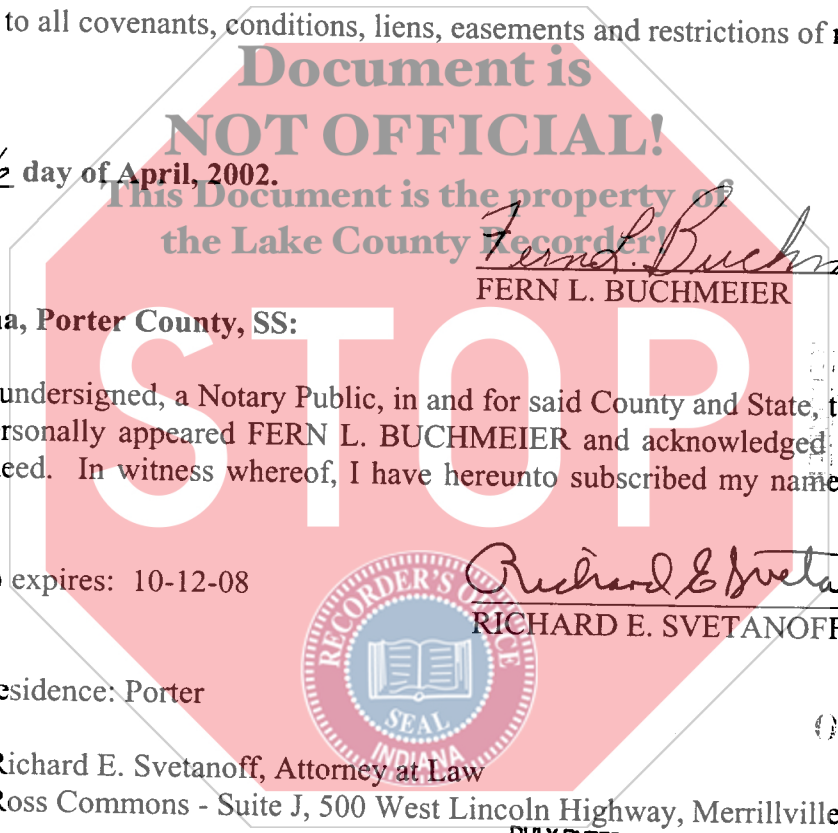 to all covenants, conditions, liens, easements and restrictions of
Document is
NOT OFFICIAL!
day of April, 2002.
This Document is the property of
the Lake County Recorder!
Fern L. Buchm
FERN L. BUCHMEIER
a, Porter County, SS:
STOP
undersigned, a Notary Public, in and for said County and State, t
rsonally appeared FERN L. BUCHMEIER and acknowledged
eed. In witness whereof, I have hereunto subscribed my name
expires: 10-12-08
Richard E Sveta
RICHARD E. SVETANOFF
RECORDER'S OFFICE
SEAL
INDIANA
esidence: Porter
Richard E. Svetanoff, Attorney at Law
Ross Commons - Suite J, 500 West Lincoln Highway, Merrillville